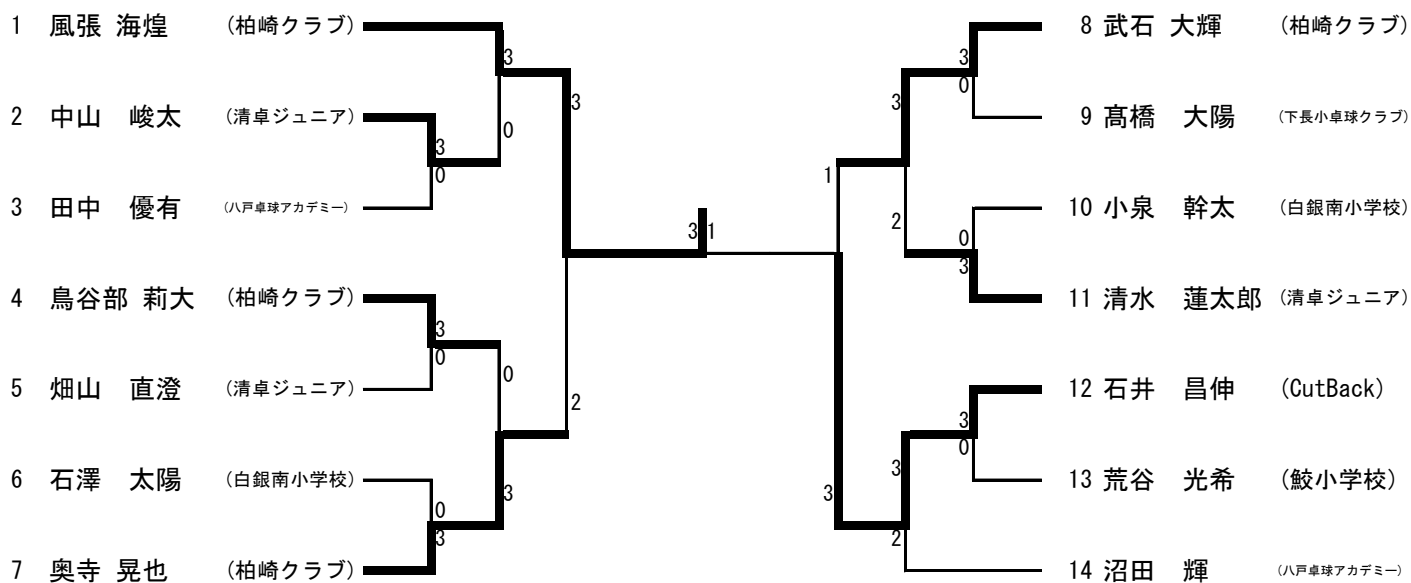 1 風張 海煌 (柏崎クラブ)
2 中山 峻太 (清卓ジュニア)
3 田中 優有 (八戸卓球アカデミー)
4 鳥谷部 莉大 (柏崎クラブ)
5 畑山 直澄 (清卓ジュニア)
6 石澤 太陽 (白銀南小学校)
7 奥寺 晃也 (柏崎クラブ)
3
0
3
0
3
0
0
3
0
3
3
2
3 1
1
3
3
2
3
2
3
0
0
3
3
0
8 武石 大輝 (柏崎クラブ)
9 髙橋 大陽 (下長小卓球クラブ)
10 小泉 幹太 (白銀南小学校)
11 清水 蓮太郎 (清卓ジュニア)
12 石井 昌伸 (CutBack)
13 荒谷 光希 (鮫小学校)
14 沼田 輝 (八戸卓球アカデミー)